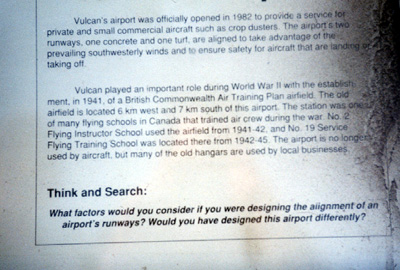 Vulcan's airport was officially opened in 1982 to provide a service for
private and small commercial aircraft such as crop dusters. The airport's two
runways, one concrete and one turf, are aligned to take advantage of the
prevailing southwesterly winds and to ensure safety for aircraft that are landing or
taking off.
Vulcan played an important role during World War II with the establish-
ment, in 1941, of a British Commonwealth Air Training Plan airfield. The old
airfield is located 6 km west and 7 km south of this airport. The station was one
of many flying schools in Canada that trained air crew during the war. No. 2
Flying Instructor School used the airfield from 1941-42, and No. 19 Service
Flying Training School was located there from 1942-45. The airport is no longer
used by aircraft, but many of the old hangars are used by local businesses.
Think and Search:
What factors would you consider if you were designing the alignment of an
airport's runways? Would you have designed this airport differently?